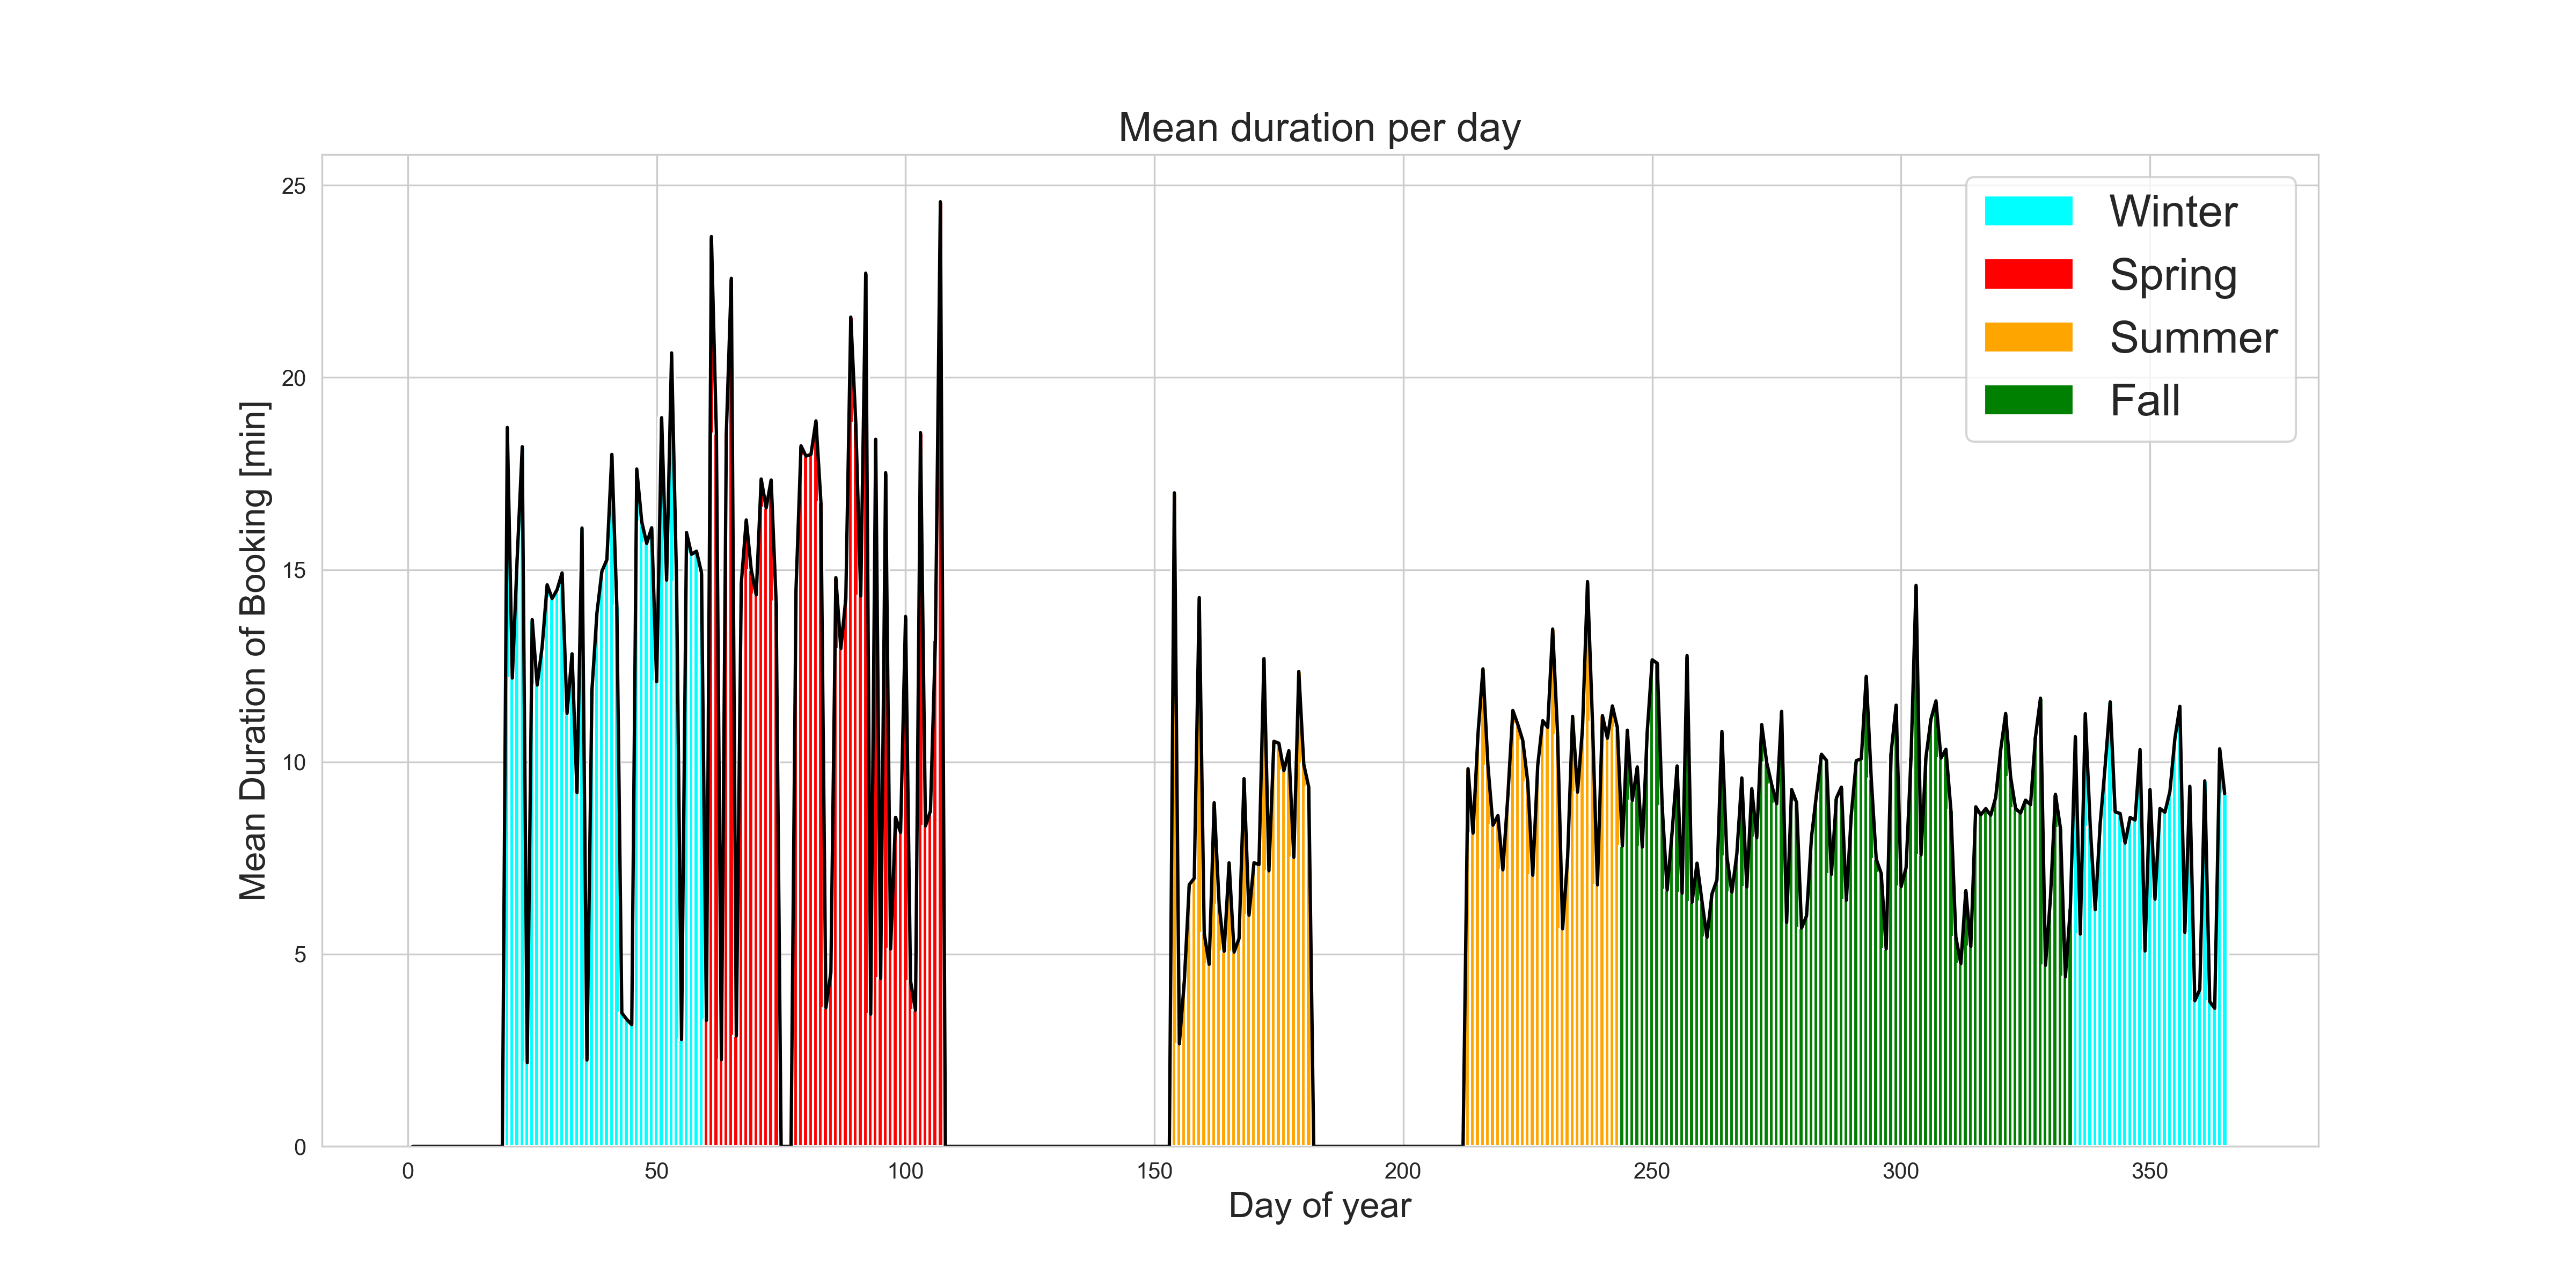 Mean duration per day
25
20
15
10
5
0
Mean Duration of Booking [min]
Winter
Spring
Summer
Fall
0 50 100 150 200 250 300 350
Day of year